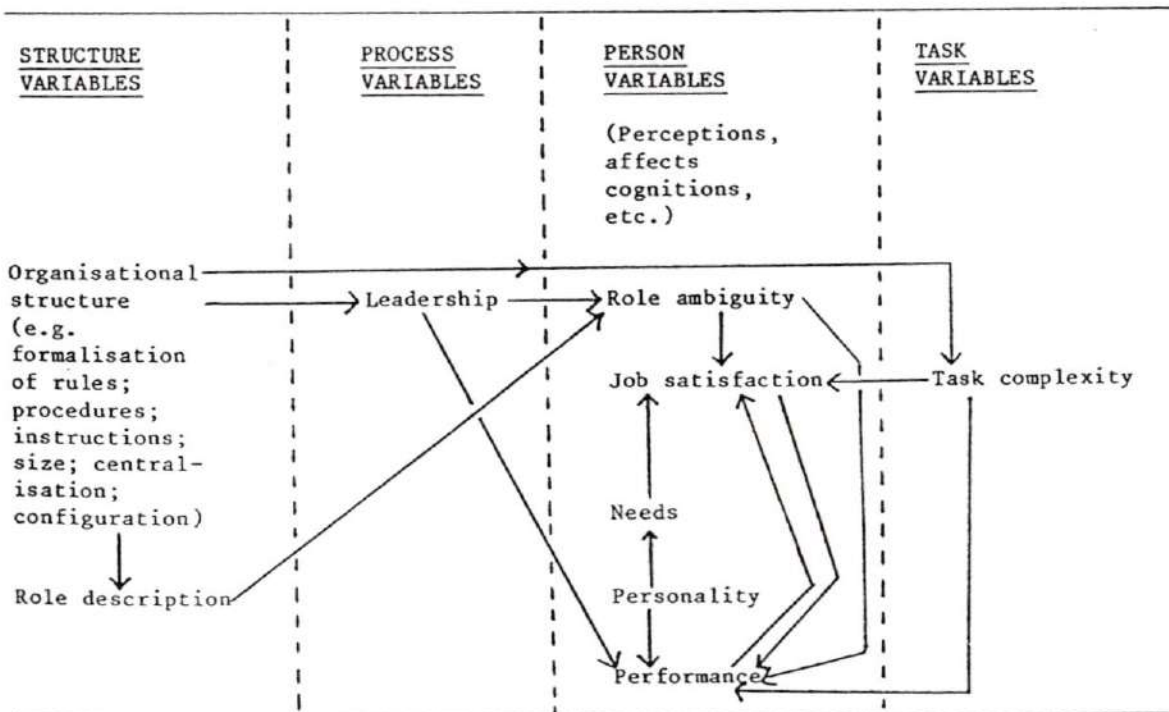 STRUCTURE
VARIABLES
PROCESS
VARIABLES
PERSON
VARIABLES
(Perceptions,
affects
cognitions,
etc.)
TASK
VARIABLES
Organisational
structure
(e.g.
formalisation
of rules;
procedures;
instructions;
size; central-
isation;
configuration)
Role description
Leadership
Role ambiguity
Job satisfaction
Needs
Personality
Performance
Task complexity